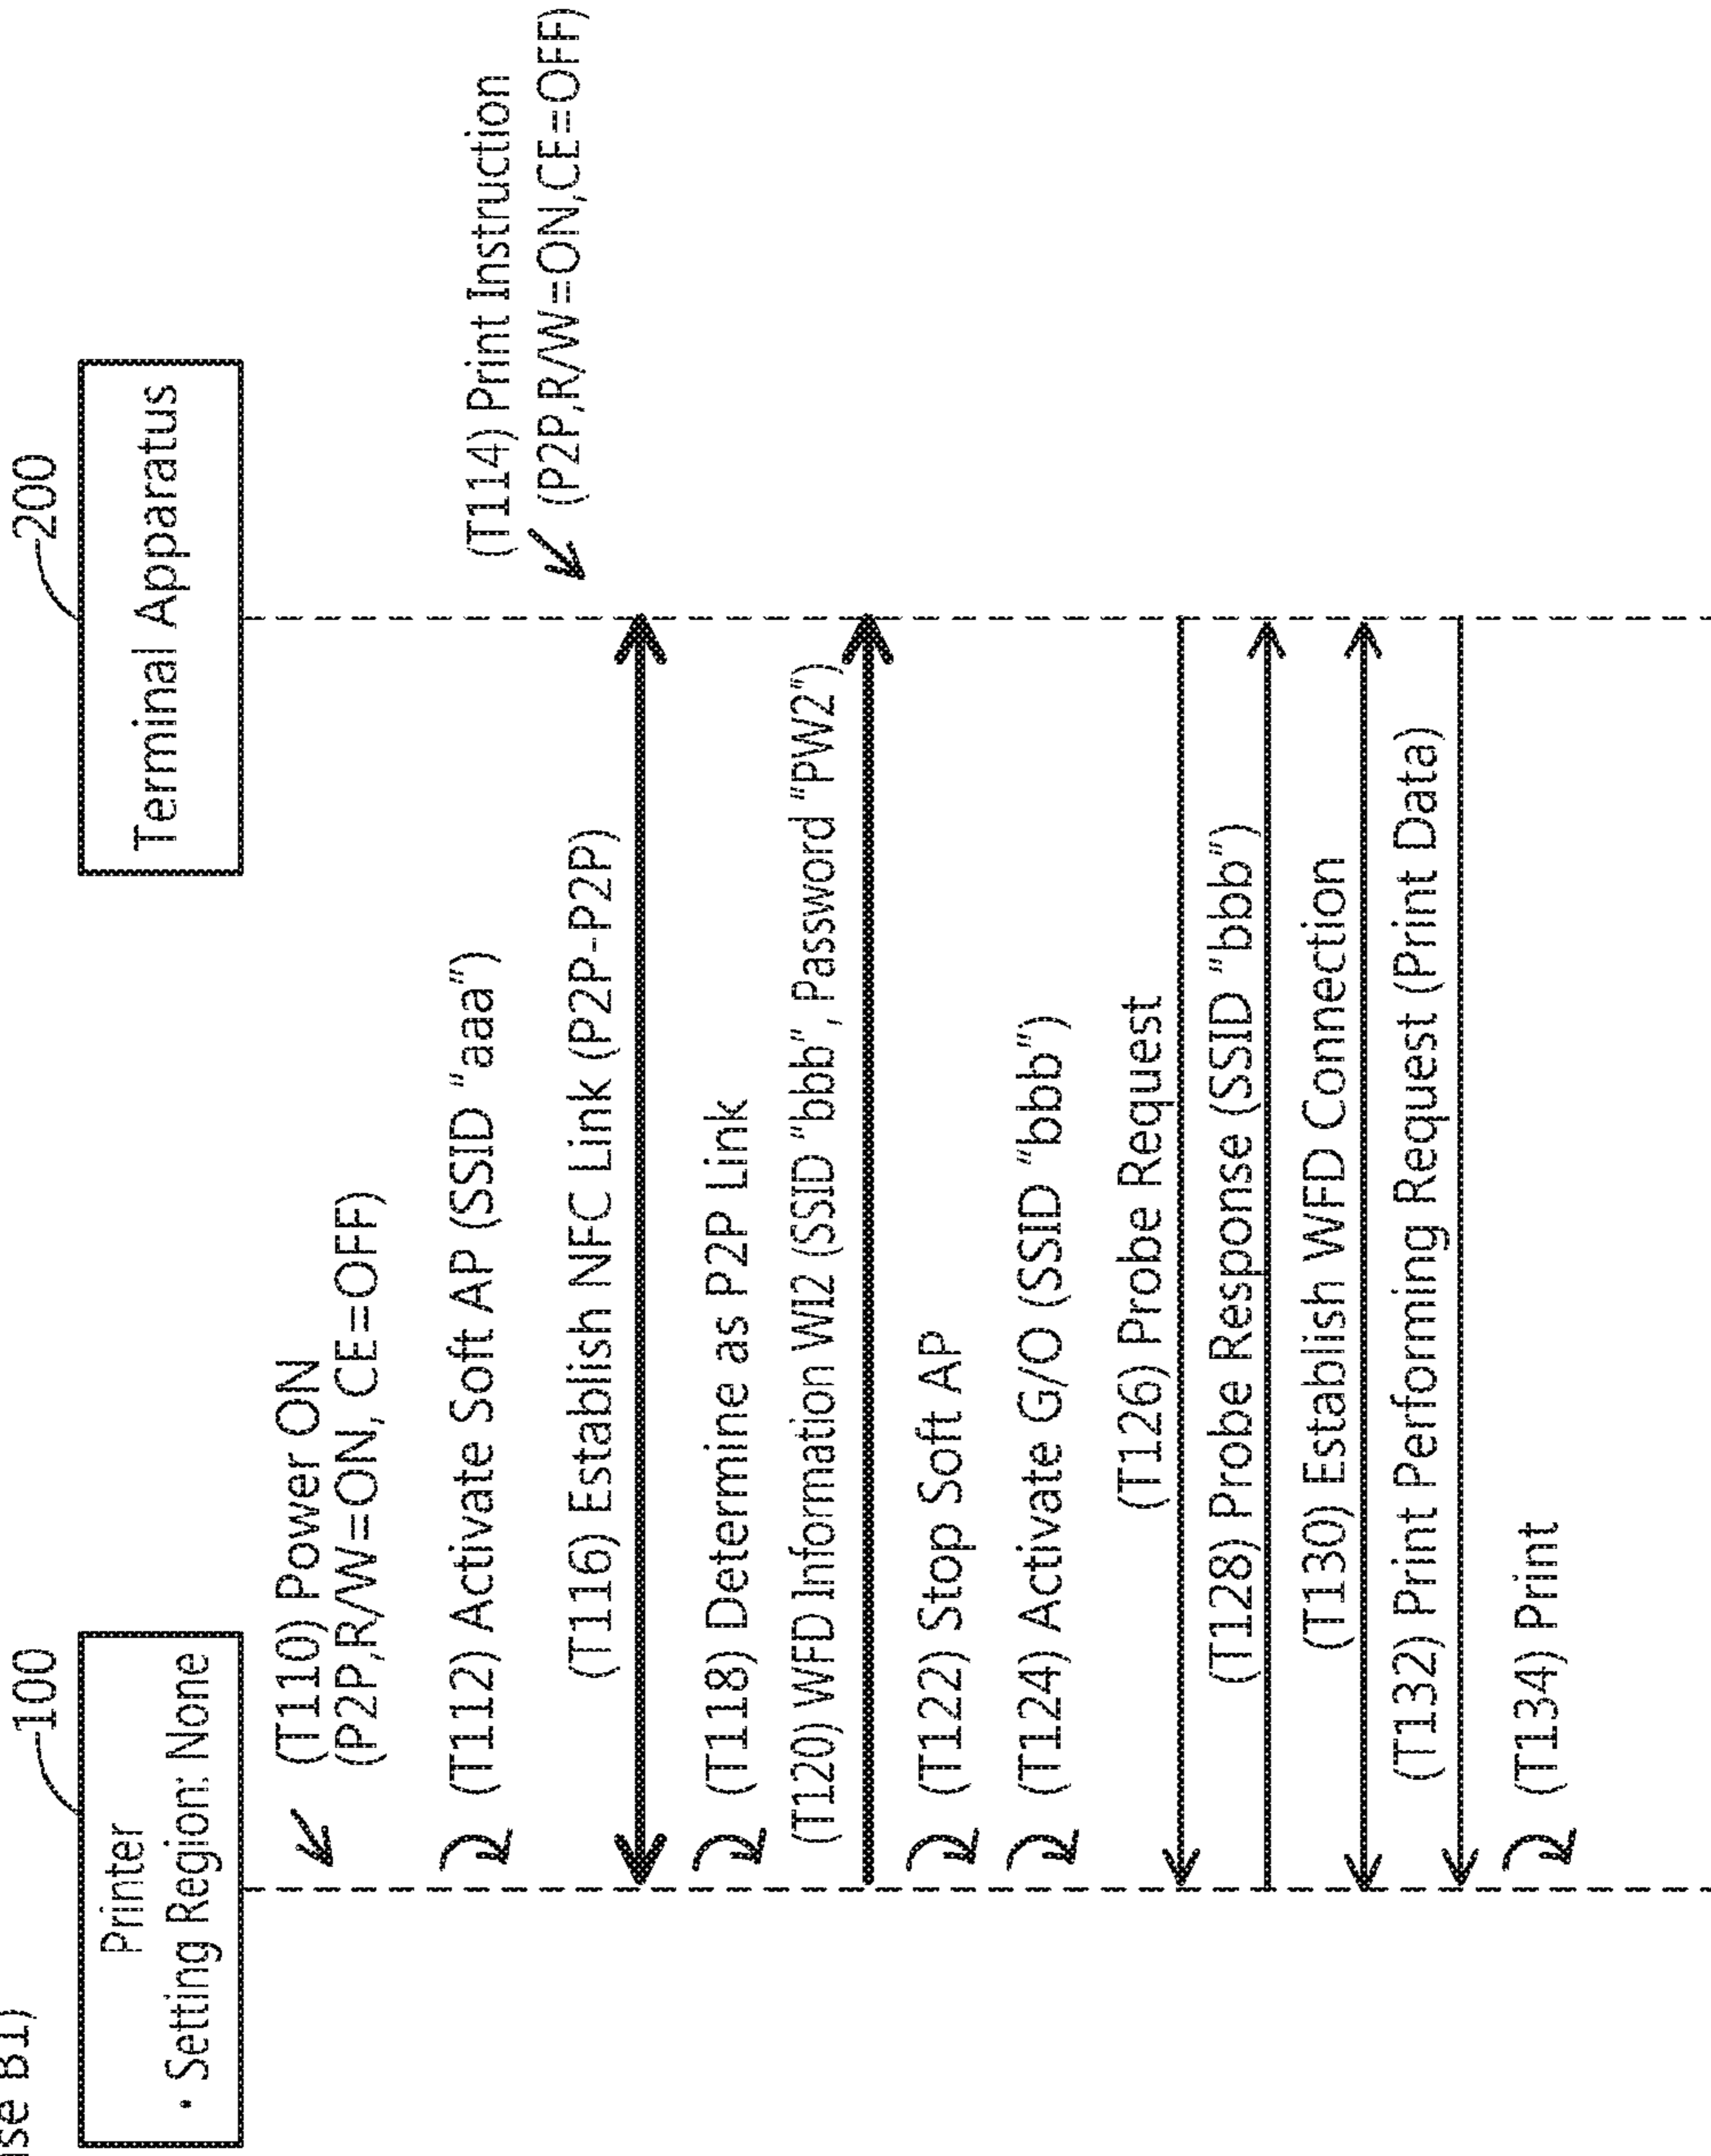 B1)
100
200
Printer
• Setting Region: None
Terminal Apparatus
(T110) Power ON
(P2P,R/W=ON, CE=OFF)
(T112) Activate Soft AP (SSID "aaa")
(T114) Print Instruction
(P2P,R/W=ON,CE=OFF)
(T116) Establish NFC Link (P2P-P2P)
(T118) Determine as P2P Link
(T120) WFD Information WI2 (SSID "bbb", Password "PW2")
(T122) Stop Soft AP
(T124) Activate G/O (SSID "bbb")
(T126) Probe Request
(T128) Probe Response (SSID "bbb")
(T130) Establish WFD Connection
(T132) Print Performing Request (Print Data)
(T134) Print